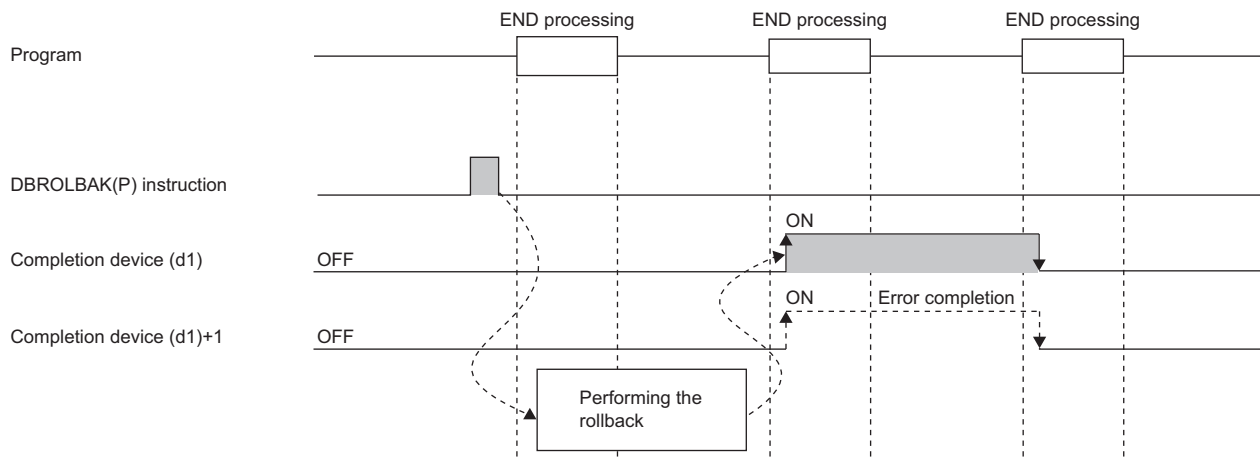 END processing END processing END processing
Program
DBROLBAK(P) instruction
ON
Completion device (d1) OFF
ON Error completion
Completion device (d1)+1 OFF
Performing the
rollback